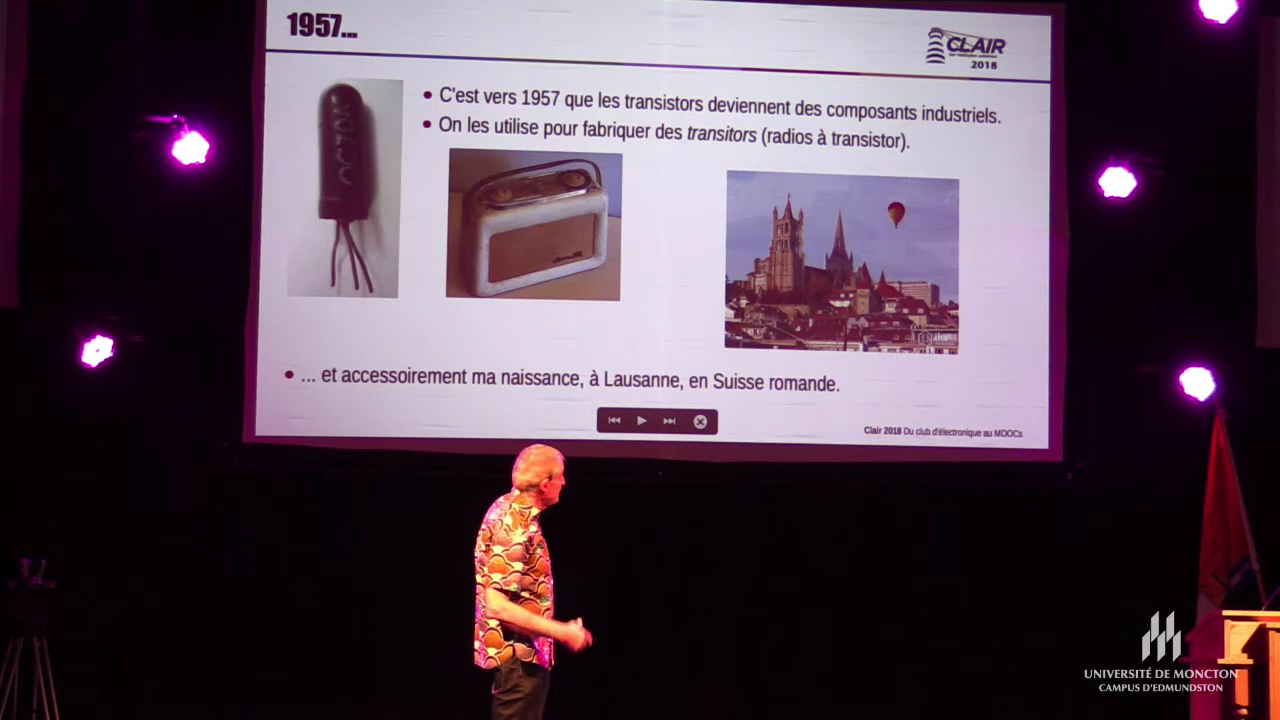 1957...
CLAIR
2018
C'est vers 1957 que les transistors deviennent des composants industriels.
On les utilise pour fabriquer des transitors (radios à transistor).
... et accessoirement ma naissance, à Lausanne, en Suisse romande.
Clair 2018 Du club d'électronique au MOOCs
UNIVERSITÉ DE MONCTON
CAMPUS D'EDMUNDSTON